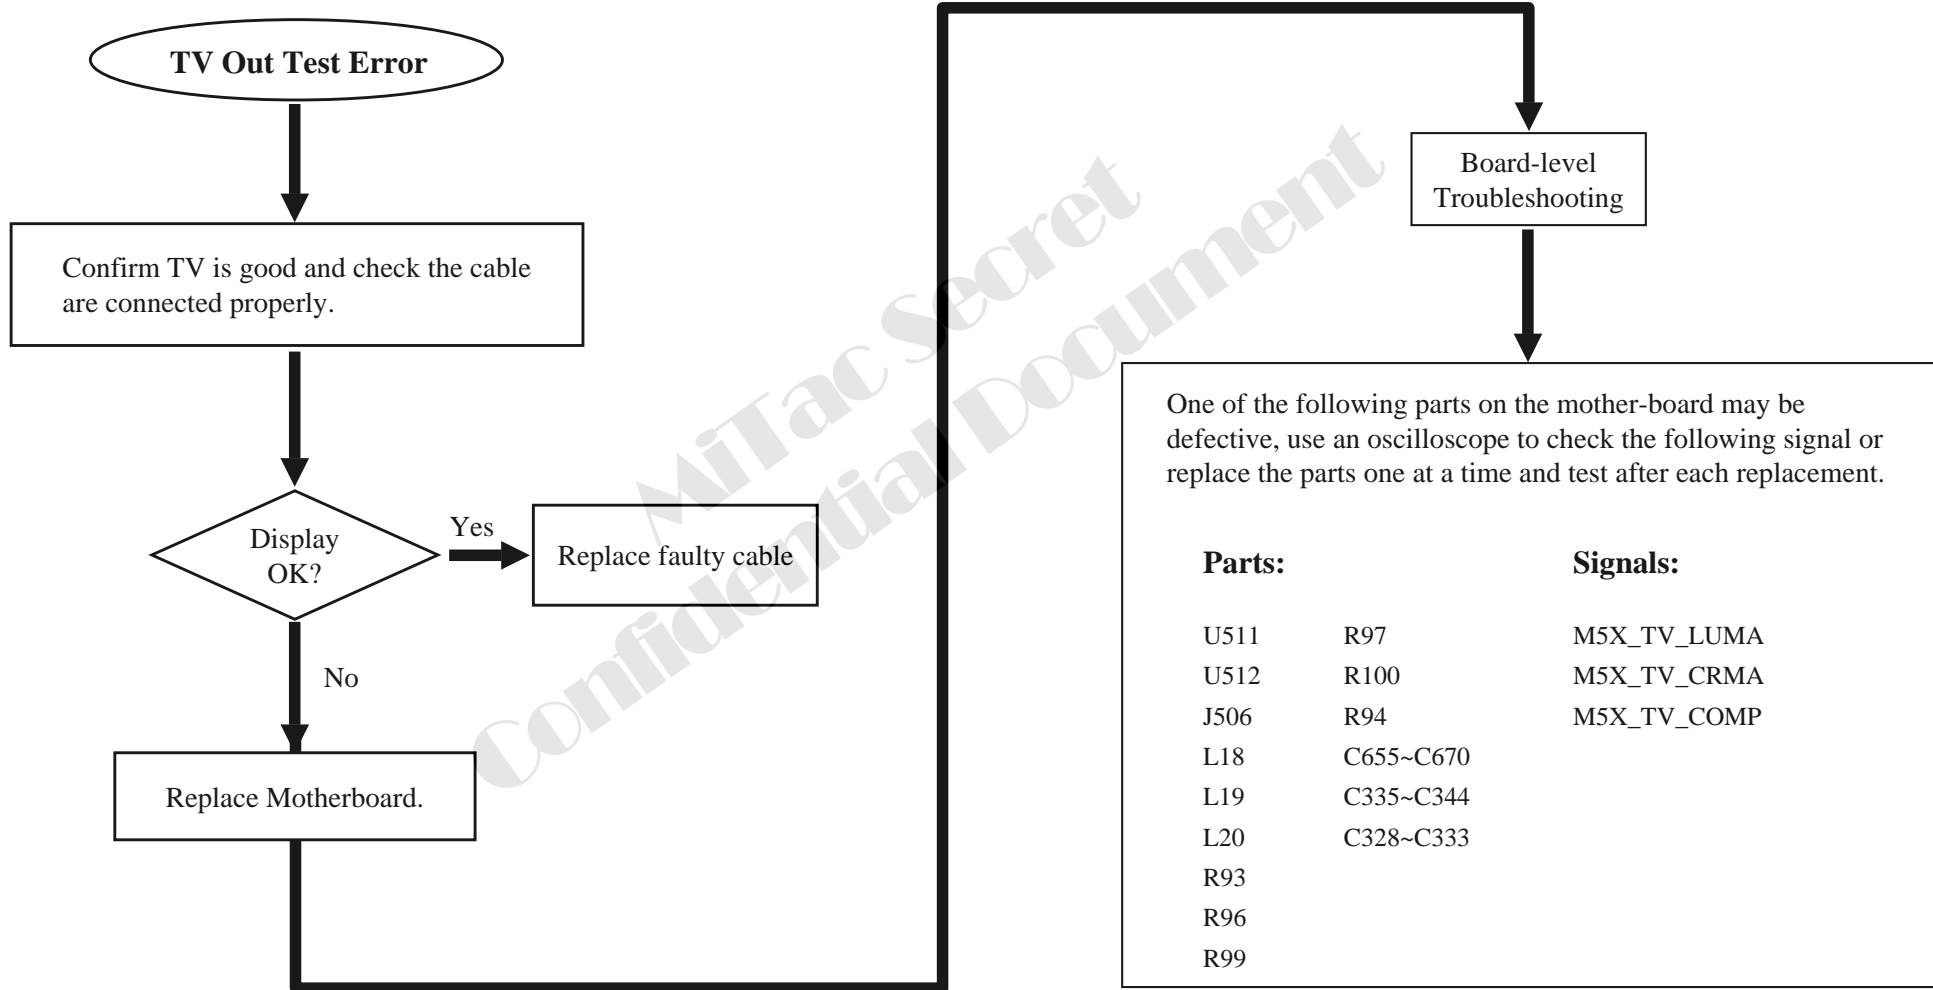 TV Out Test Error
Confirm TV is good and check the cable
are connected properly.
Display
OK?
Yes
Replace faulty cable
No
Replace Motherboard.
Board-level
Troubleshooting
One of the following parts on the mother-board may be
defective, use an oscilloscope to check the following signal or
replace the parts one at a time and test after each replacement.
Parts: Signals:
U511 R97 M5X_TV_LUMA
U512 R100 M5X_TV_CRMA
J506 R94 M5X_TV_COMP
L18 C655~C670
L19 C335~C344
L20 C328~C333
R93
R96
R99
MiTac Secret
Confidential Document